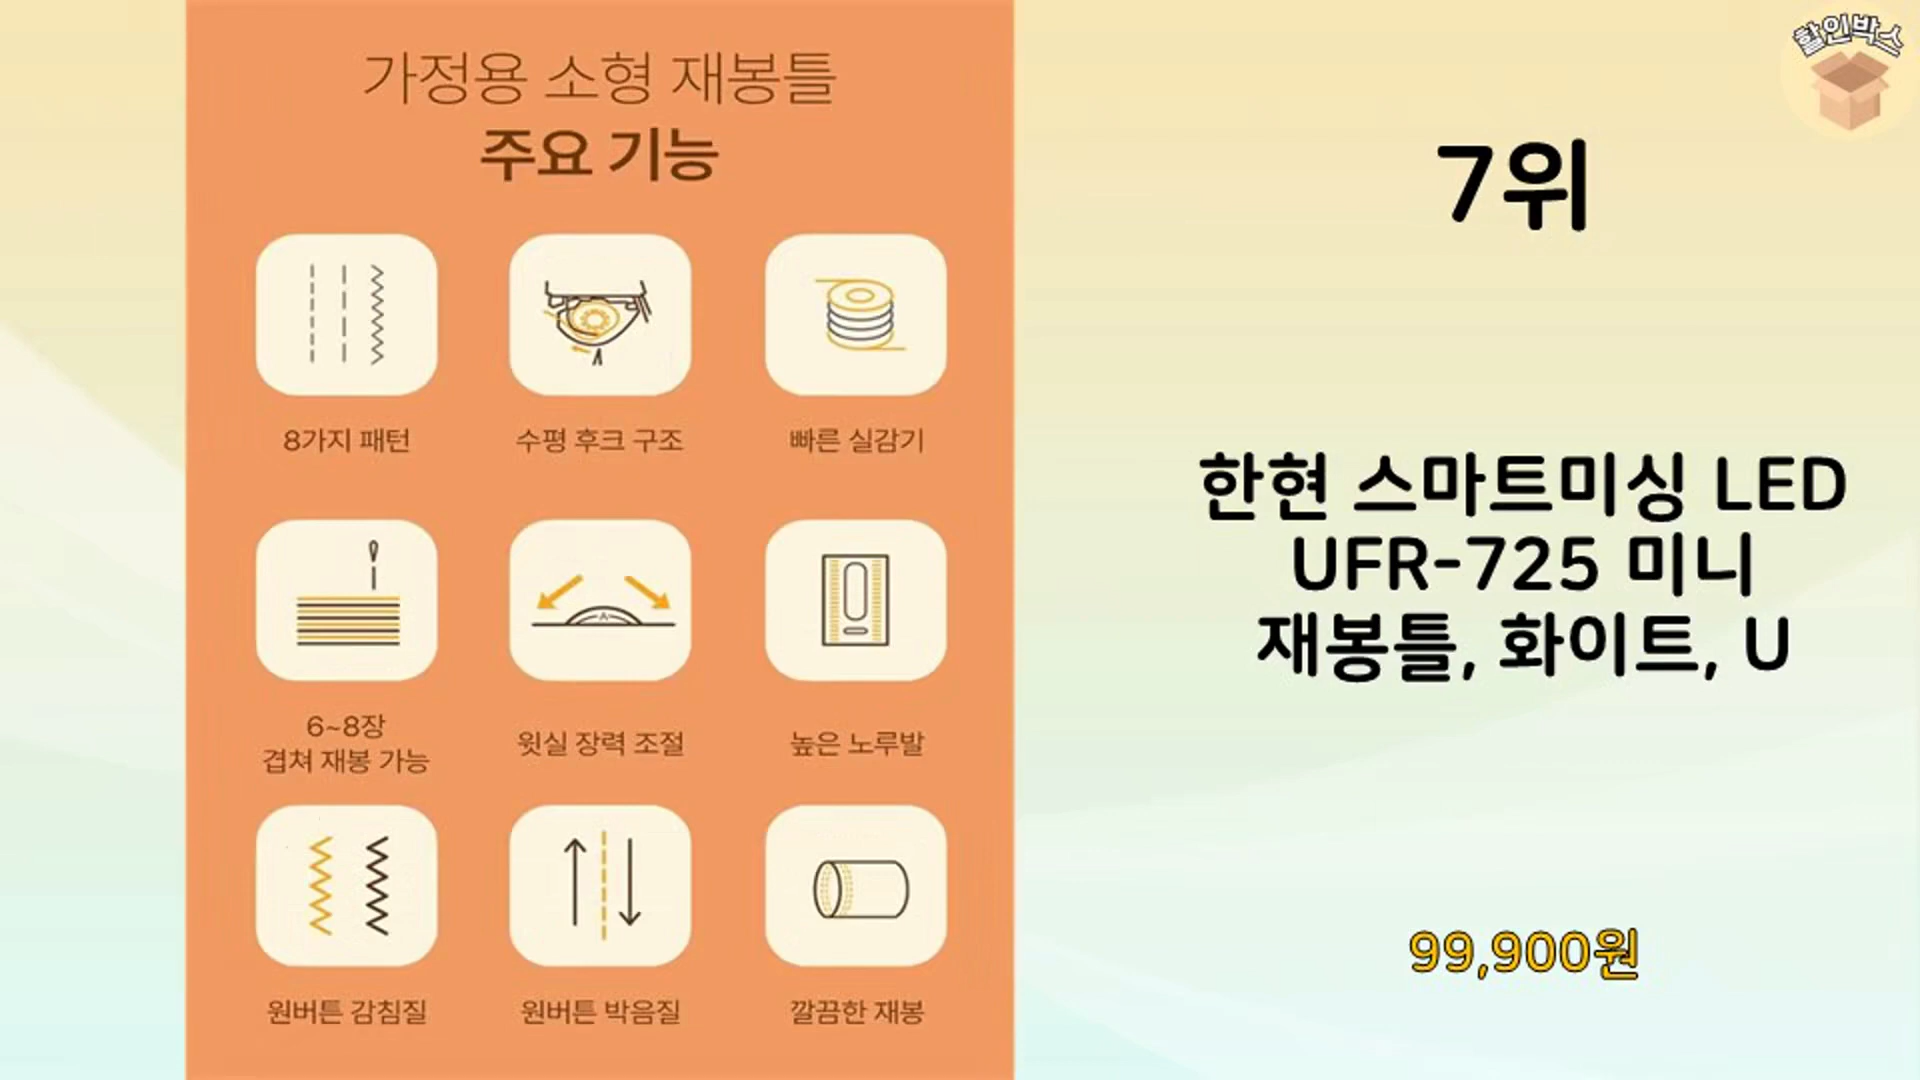 가정용 소형 재봉틀
주요 기능
8가지 패턴
수평 후크 구조
빠른 실감기
6~8장
겹쳐 재봉 가능
윗실 장력 조절
높은 노루발
원버튼 감침질
원버튼 박음질
깔끔한 재봉
할인박스
7위
한현 스마트미싱 LED
UFR-725 미니
재봉틀, 화이트, U
99,900원